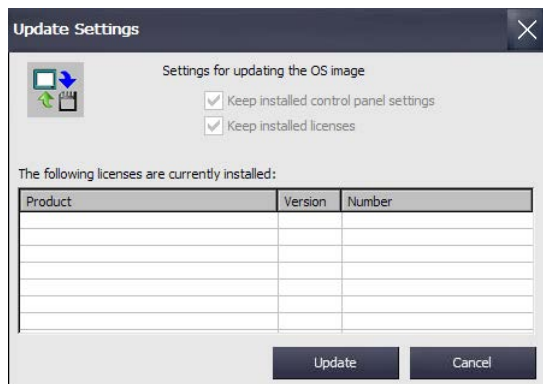 Update Settings
Settings for updating the OS image
Keep installed control panel settings
Keep installed licenses
The following licenses are currently installed:
Product Version Number
Update Cancel